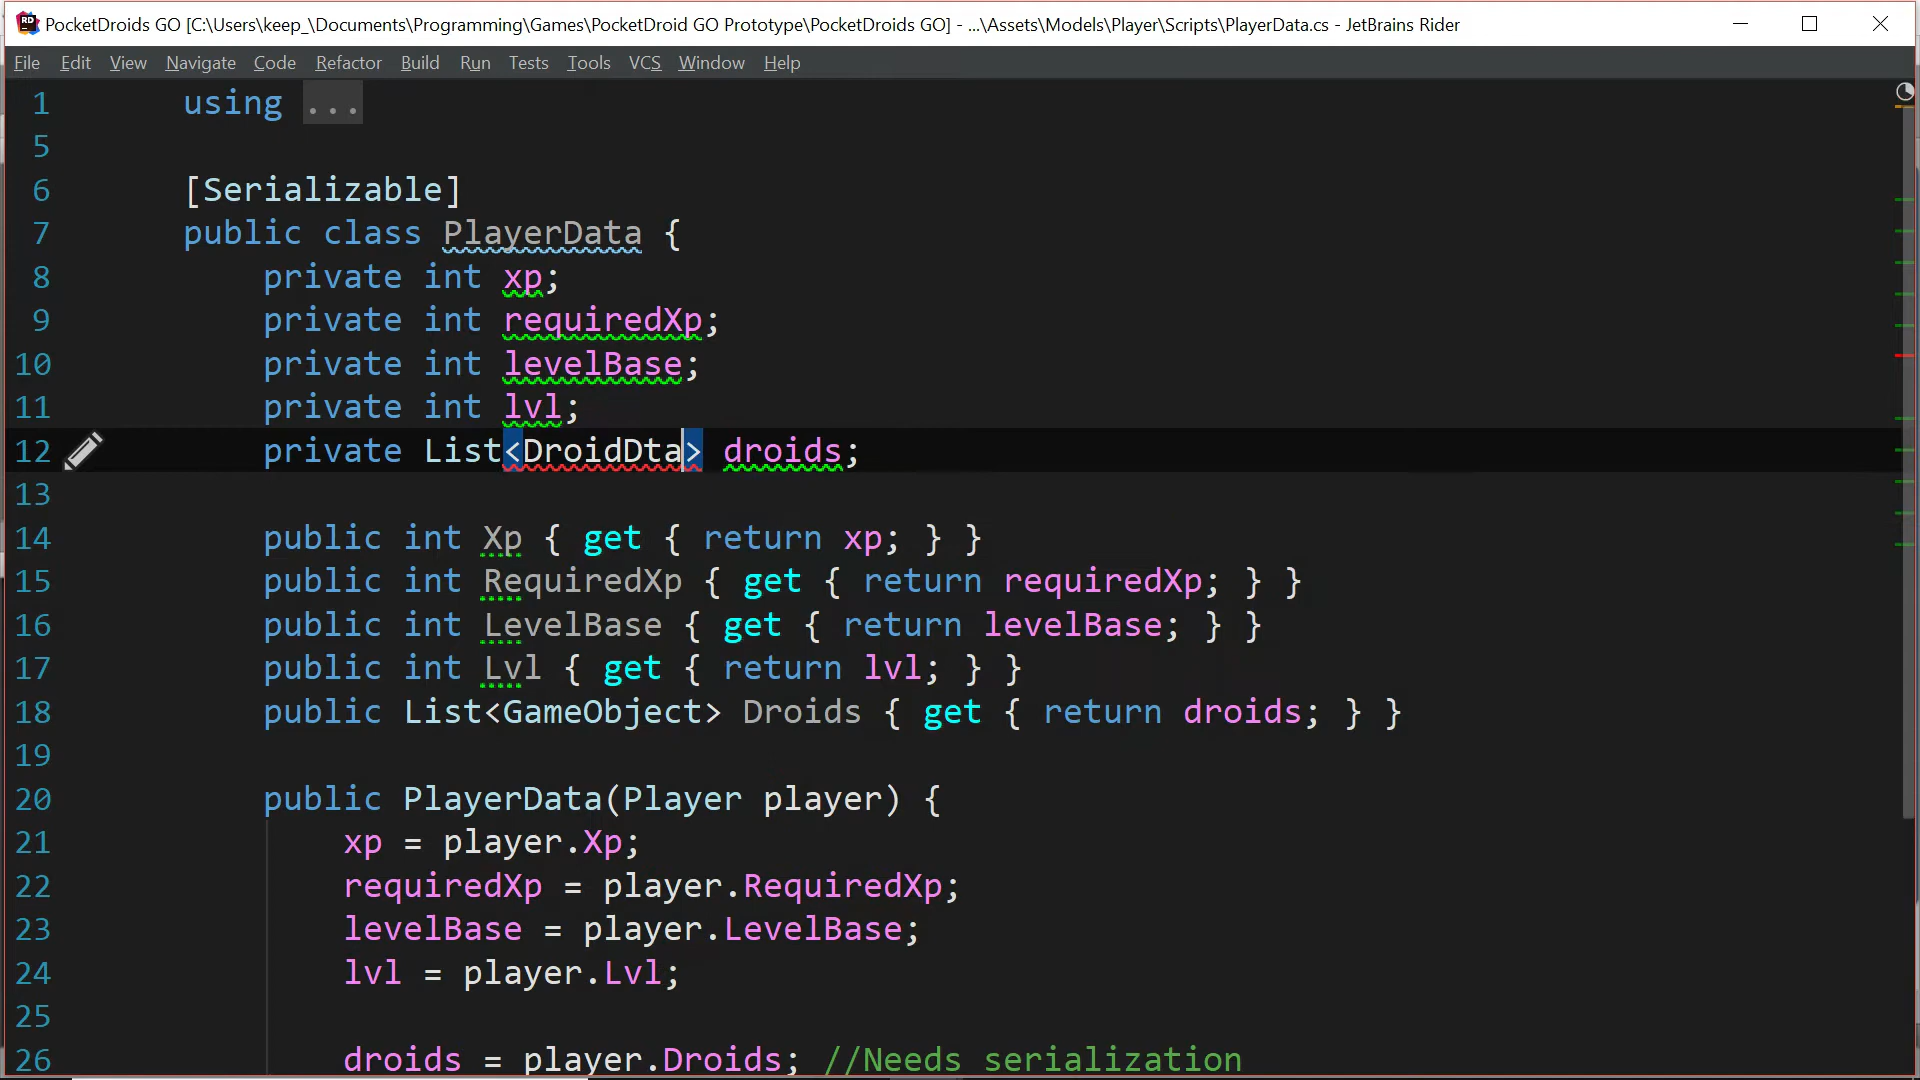 PocketDroids GO [C:\Users\keep_\Documents\Programming\Games\PocketDroid GO Prototype\PocketDroids GO] - ...\Assets\Models\Player\Scripts\PlayerData.cs - JetBrains Rider
File Edit View Navigate Code Refactor Build Run Tests Tools VCS Window Help
1 using ...
5
6 [Serializable]
7 public class PlayerData {
8 private int xp;
9 private int requiredXp;
10 private int levelBase;
11 private int lvl;
12 private List<DroidDta> droids;
13
14 public int Xp { get { return xp; } }
15 public int RequiredXp { get { return requiredXp; } }
16 public int LevelBase { get { return levelBase; } }
17 public int Lvl { get { return lvl; } }
18 public List<GameObject> Droids { get { return droids; } }
19
20 public PlayerData(Player player) {
21 xp = player.Xp;
22 requiredXp = player.RequiredXp;
23 levelBase = player.LevelBase;
24 lvl = player.Lvl;
25
26 droids = player.Droids; //Needs serialization